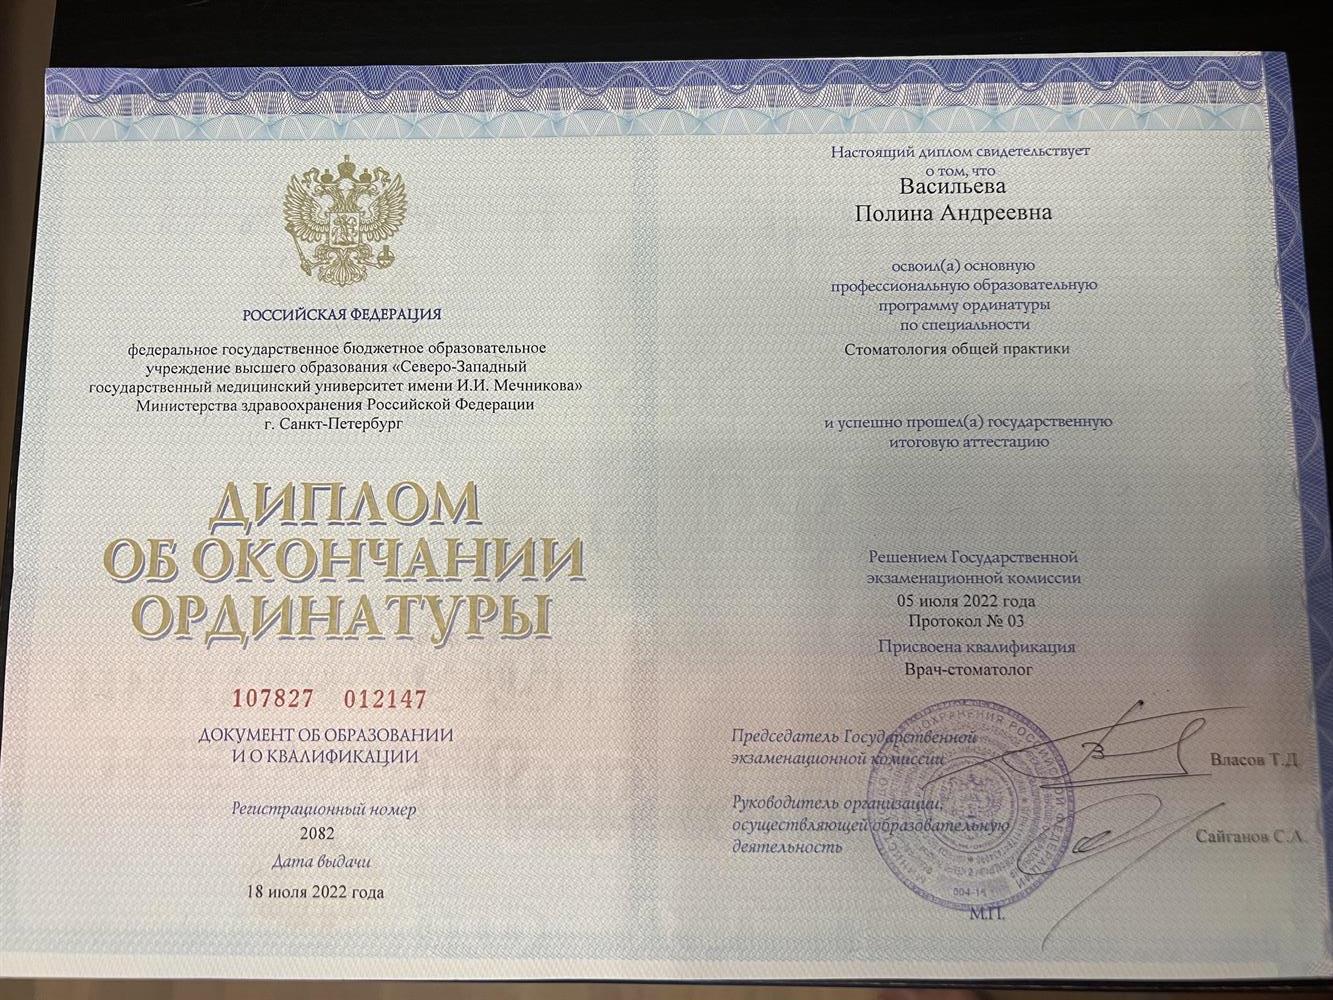 РОССИЙСКАЯ ФЕДЕРАЦИЯ
федеральное государственное бюджетное образовательное
учреждение высшего образования «Северо-Западный
государственный медицинский университет имени И.И. Мечникова»
Министерства здравоохранения Российской Федерации
г. Санкт-Петербург
ДИПЛОМ
ОБ ОКОНЧАНИИ
ОРДИНАТУРЫ
107827 012147
ДОКУМЕНТ ОБ ОБРАЗОВАНИИ
И О КВАЛИФИКАЦИИ
Регистрационный номер
2082
Дата выдачи
18 июля 2022 года
Настоящий диплом свидетельствует
о том, что
Васильева
Полина Андреевна
освоил(а) основную
профессиональную образовательную
программу ординатуры
по специальности
Стоматология общей практики
и успешно прошел(а) государственную
итоговую аттестацию
Решением Государственной
экзаменационной комиссии
05 июля 2022 года
Протокол № 03
Присвоена квалификация
Врач-стоматолог
Председатель Государственной
экзаменационной комиссии
Власов Т.Д.
Руководитель организации,
осуществляющей образовательную
деятельность
Сайганов С.А.
М.П.